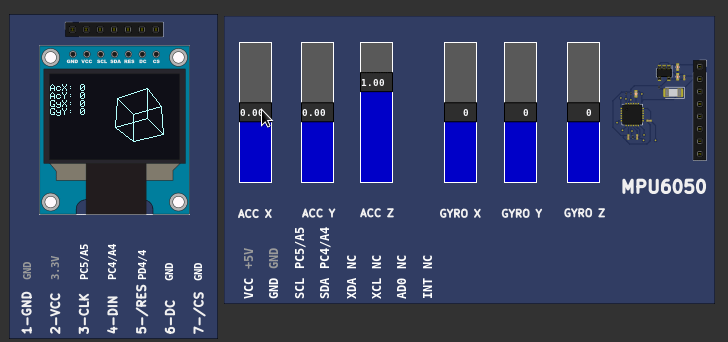 GND VCC SCL SDA RES DC CS
AcX: 0
AcY: 0
GyX: 0
GyY: 0
1-GND GND
2-VCC 3.3V
3-CLK PC5/A5
4-DIN PC4/A4
5-/RES PD4/4
6-DC GND
7-/CS GND
0.00
0.00
1.00
0
0
0
ACC X
ACC Y
ACC Z
GYRO X
GYRO Y
GYRO Z
MPU6050
VCC +5V
GND GND
SCL PC5/A5
SDA PC4/A4
XDA NC
XCL NC
AD0 NC
INT NC